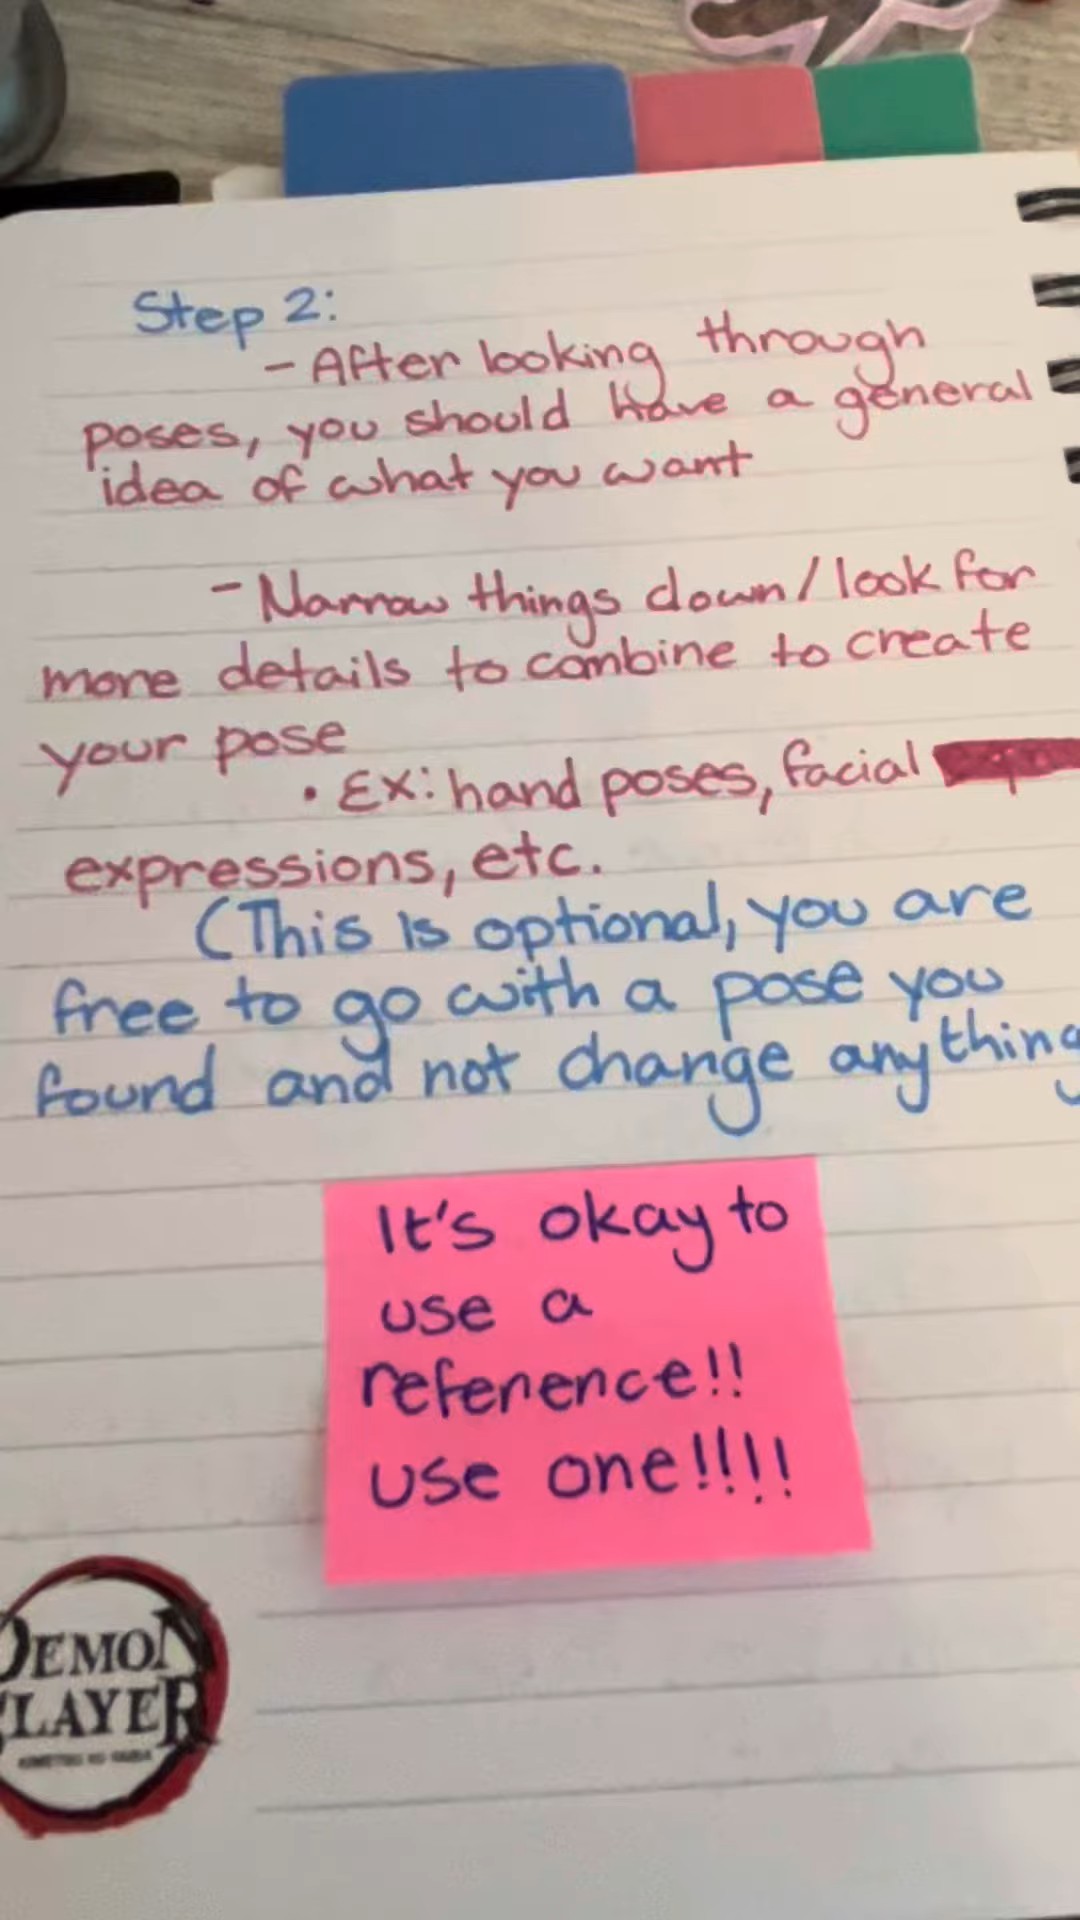 Step 2:
- After looking through
poses, you should have a general
idea of what you want
- Narrow things down / look for
more details to combine to create
your pose
• Ex: hand poses, facial
expressions, etc.
(This is optional, you are
free to go with a pose you
found and not change anything
It's okay to
use a
reference!!
use one!!!!
DEMON
SLAYER
KIMETSU NO YAIBA